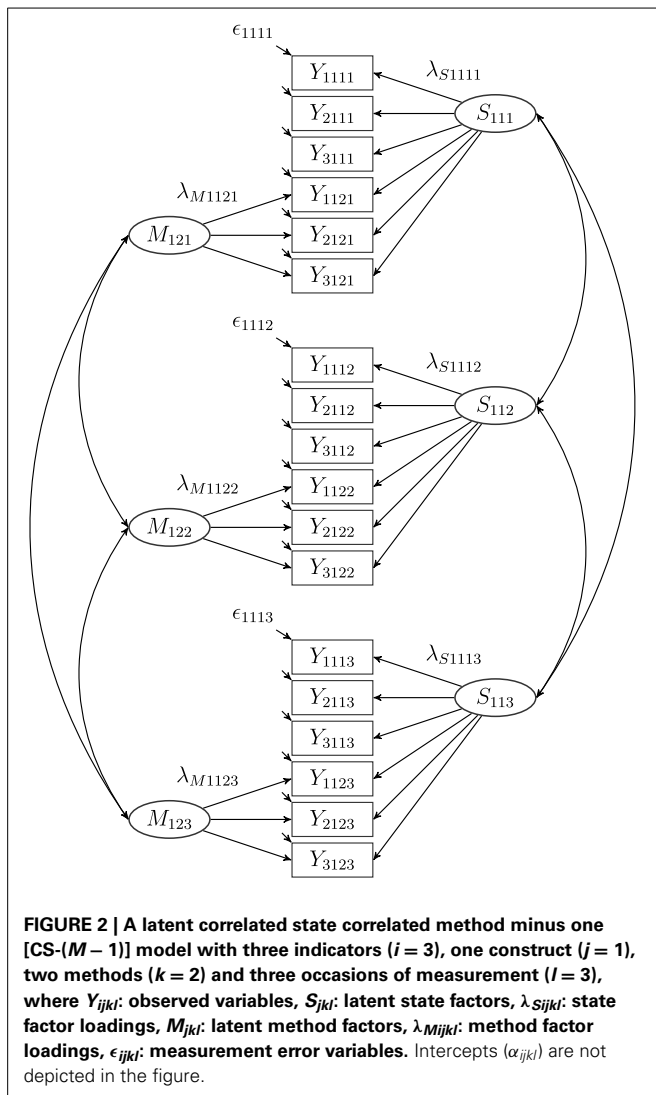 ϵ1111
Y1111
λS1111
Y2111
S111
Y3111
λM1121
Y1121
M121
Y2121
Y3121
ϵ1112
Y1112
λS1112
Y2112
S112
Y3112
λM1122
Y1122
M122
Y2122
Y3122
ϵ1113
Y1113
λS1113
Y2113
S113
Y3113
λM1123
Y1123
M123
Y2123
Y3123
FIGURE 2 | A latent correlated state correlated method minus one
[CS-(M − 1)] model with three indicators (i = 3), one construct (j = 1),
two methods (k = 2) and three occasions of measurement (l = 3),
where Yijkl: observed variables, Sjkl: latent state factors, λSijkl: state
factor loadings, Mjkl: latent method factors, λMijkl: method factor
loadings, ϵijkl: measurement error variables. Intercepts (αijkl) are not
depicted in the figure.